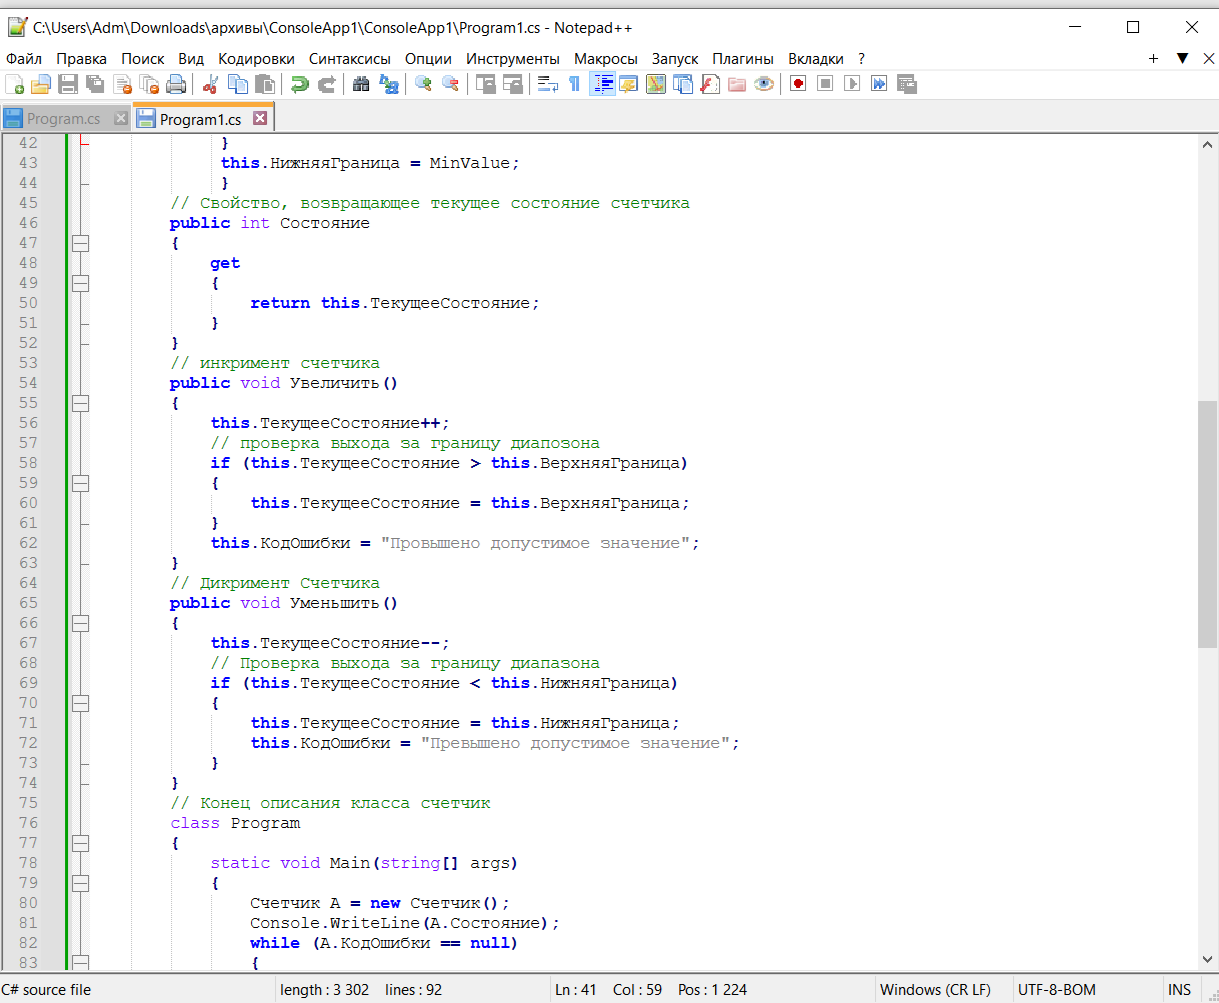 C:\Users\Adm\Downloads\архивы\ConsoleApp1\ConsoleApp1\Program1.cs - Notepad++
Файл Правка Поиск Вид Кодировки Синтаксисы Опции Инструменты Макросы Запуск Плагины Вкладки ? + ▼ X
Program.cs Program1.cs
42 }
43 this.НижняяГраница = MinValue;
44 }
45 // Свойство, возвращающее текущее состояние счетчика
46 public int Состояние
47 {
48 get
49 {
50 return this.ТекущееСостояние;
51 }
52 }
53 // инкримент счетчика
54 public void Увеличить()
55 {
56 this.ТекущееСостояние++;
57 // проверка выхода за границу диапозона
58 if (this.ТекущееСостояние > this.ВерхняяГраница)
59 {
60 this.ТекущееСостояние = this.ВерхняяГраница;
61 }
62 this.КодОшибки = "Провышено допустимое значение";
63 }
64 // Дикримент Счетчика
65 public void Уменьшить()
66 {
67 this.ТекущееСостояние--;
68 // Проверка выхода за границу диапазона
69 if (this.ТекущееСостояние < this.НижняяГраница)
70 {
71 this.ТекущееСостояние = this.НижняяГраница;
72 this.КодОшибки = "Превышено допустимое значение";
73 }
74 }
75 // Конец описания класса счетчик
76 class Program
77 {
78 static void Main(string[] args)
79 {
80 Счетчик А = new Счетчик();
81 Console.WriteLine(А.Состояние);
82 while (А.КодОшибки == null)
83 {
C# source file length : 3 302 lines : 92 Ln : 41 Col : 59 Pos : 1 224 Windows (CR LF) UTF-8-BOM INS